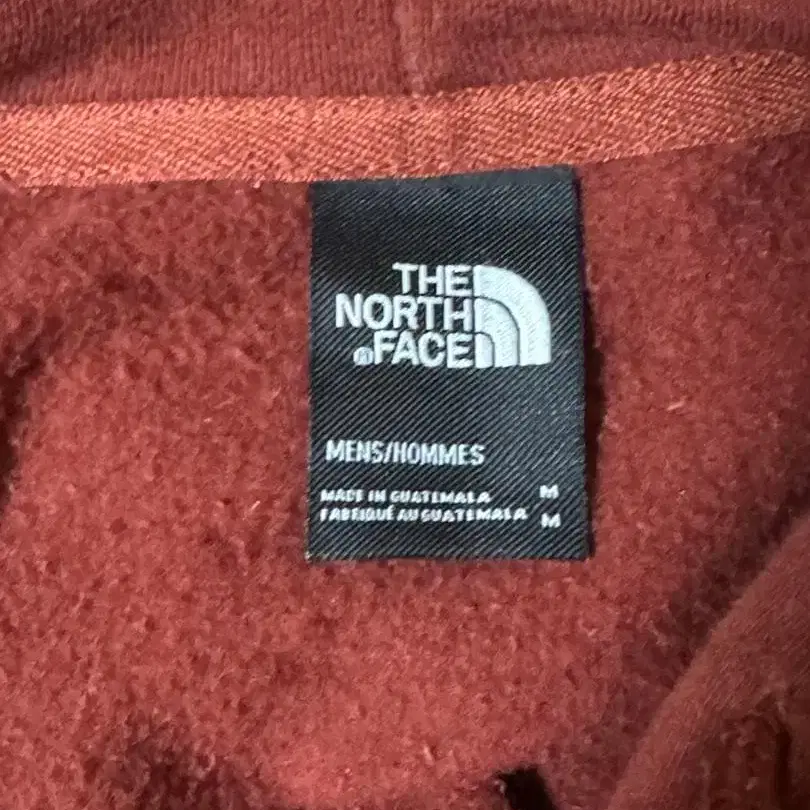 THE
NORTH
® FACE
MENS/HOMMES
MADE IN GUATEMALA M
FABRIQUÉ AU GUATEMALA M